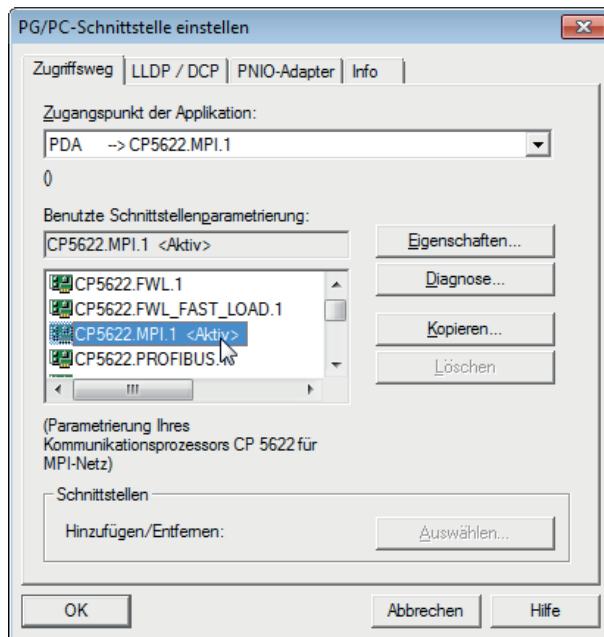 PG/PC-Schnittstelle einstellen
Zugriffsweg LLDP / DCP PNIO-Adapter Info
Zugangspunkt der Applikation:
PDA --> CP5622.MPI.1
()
Benutzte Schnittstellenparametrierung:
CP5622.MPI.1 <Aktiv>
Eigenschaften...
CP5622.FWL.1
Diagnose...
CP5622.FWL_FAST_LOAD.1
CP5622.MPI.1 <Aktiv>
Kopieren...
CP5622.PROFIBUS.
Löschen
(Parametrierung Ihres
Kommunikationsprozessors CP 5622 für
MPI-Netz)
Schnittstellen
Hinzufügen/Entfernen:
Auswählen...
OK Abbrechen Hilfe